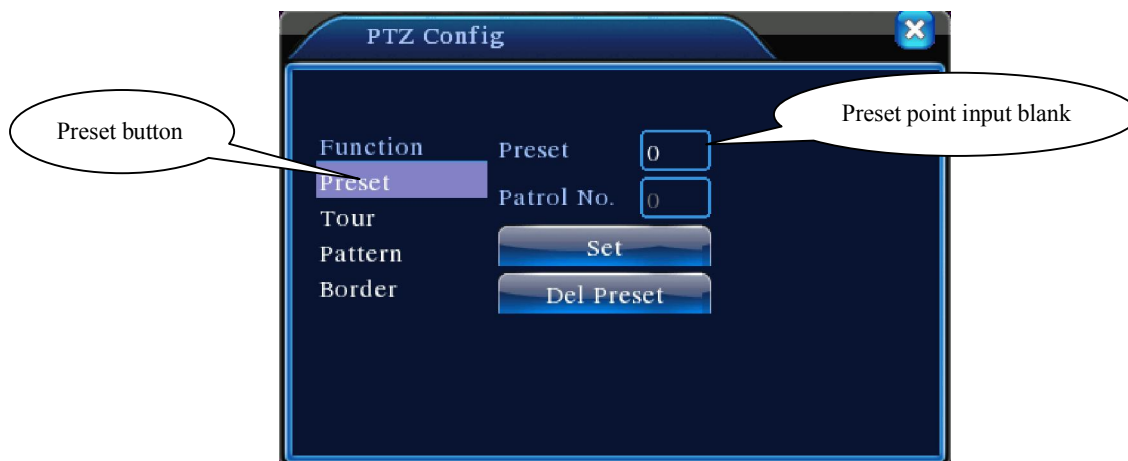 PTZ Config
Preset button
Preset point input blank
Function
Preset
Tour
Pattern
Border
Preset 0
Patrol No. 0
Set
Del Preset